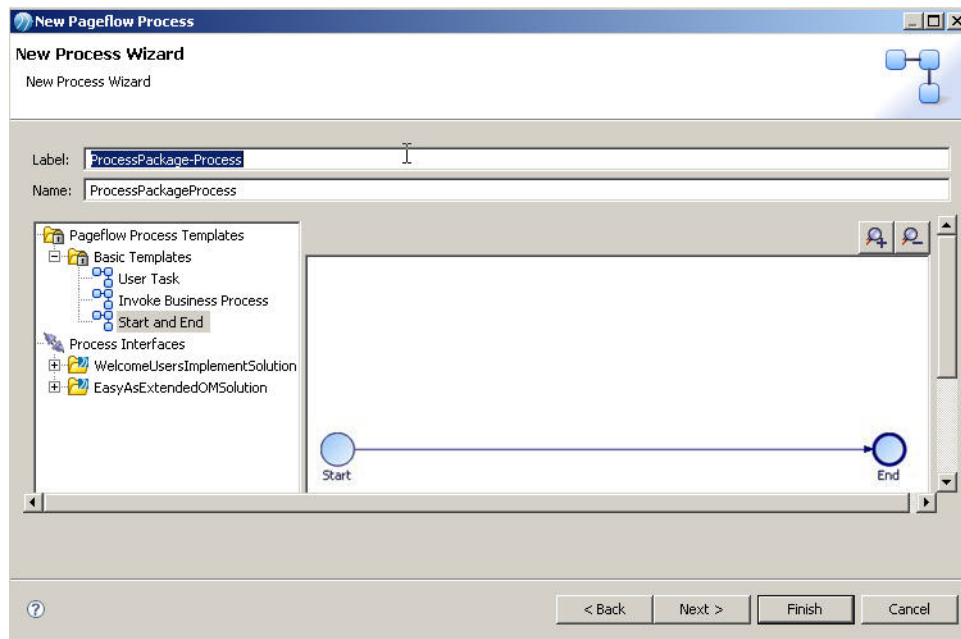 New Pageflow Process
New Process Wizard
New Process Wizard
Label: ProcessPackage-Process
Name: ProcessPackageProcess
Pageflow Process Templates
Basic Templates
User Task
Invoke Business Process
Start and End
Process Interfaces
WelcomeUsersImplementSolution
EasyAsExtendedOMSolution
Start
End
< Back
Next >
Finish
Cancel